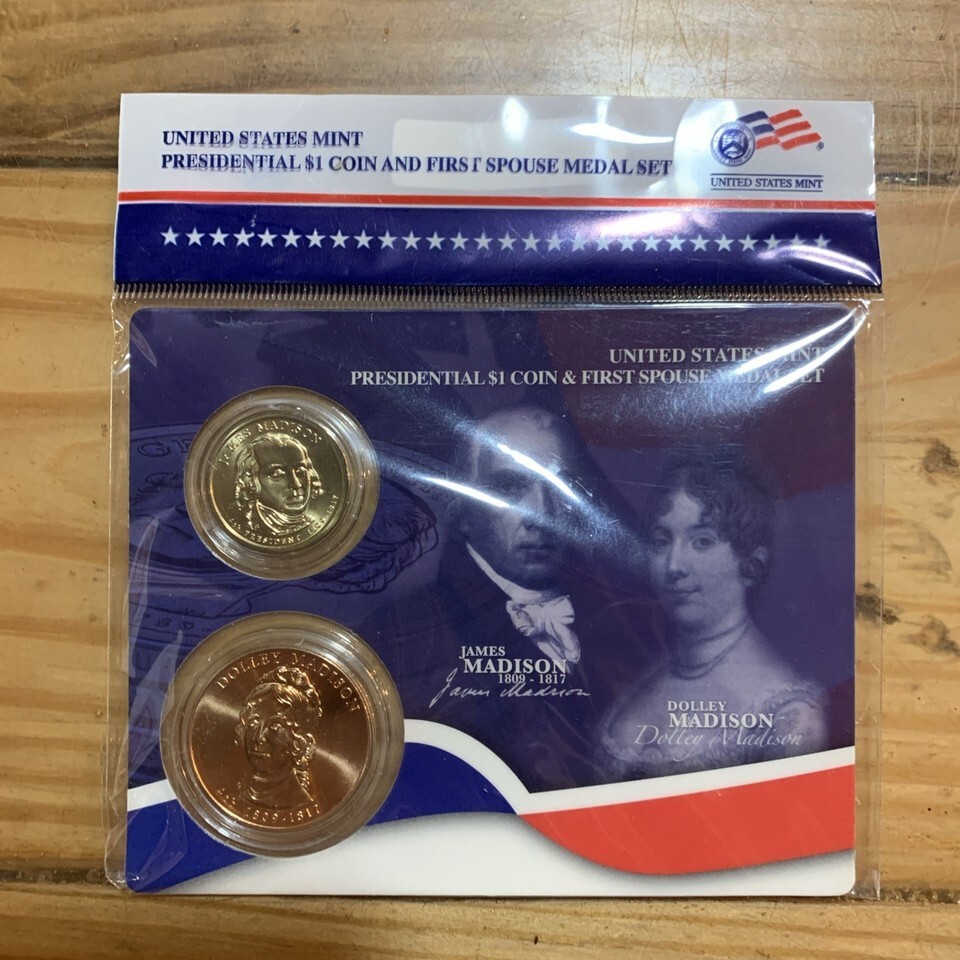 UNITED STATES MINT
PRESIDENTIAL $1 COIN AND FIRST SPOUSE MEDAL SET
UNITED STATES MINT
UNITED STATES MINT
PRESIDENTIAL $1 COIN & FIRST SPOUSE MEDAL SET
JAMES MADISON
PRESIDENT 1809-1817
JAMES
MADISON
1809 - 1817
James Madison
DOLLEY
MADISON
Dolley Madison
DOLLEY MADISON
1809-1817